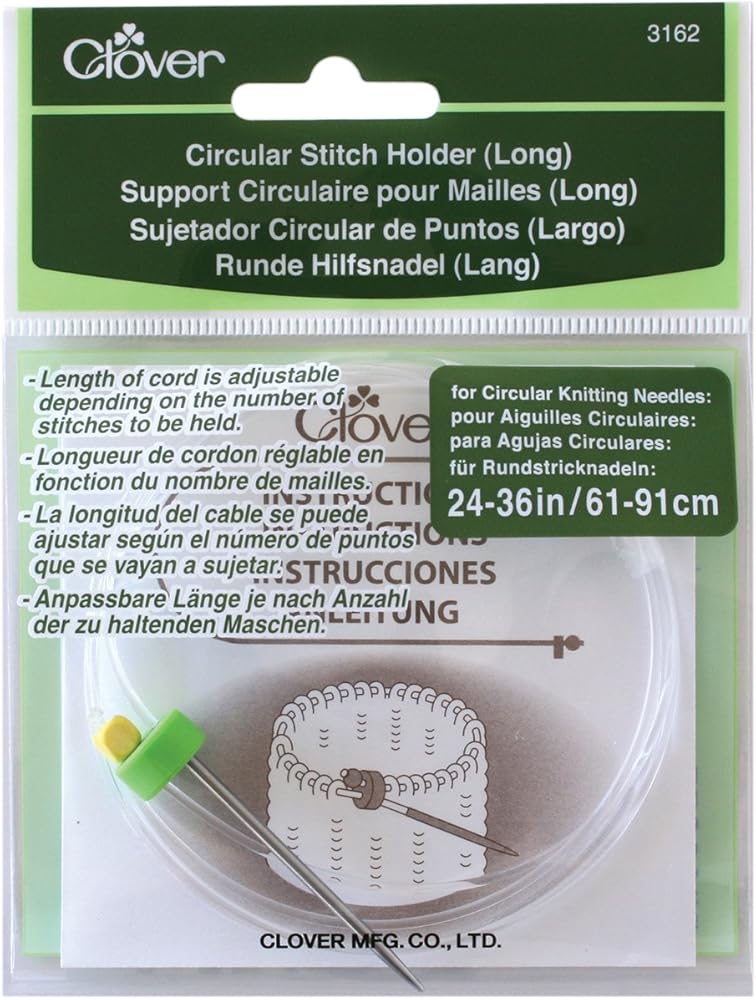 Clover
3162
Circular Stitch Holder (Long)
Support Circulaire pour Mailles (Long)
Sujetador Circular de Puntos (Largo)
Runde Hilfsnadel (Lang)
-Length of cord is adjustable
depending on the number of
stitches to be held.
-Longueur de cordon réglable en
fonction du nombre de mailles.
-La longitud del cable se puede
ajustar según el número de puntos
que se vayan a sujetar.
-Anpassbare Länge je nach Anzahl
der zu haltenden Maschen.
for Circular Knitting Needles:
pour Aiguilles Circulaires:
para Agujas Circulares:
für Rundstricknadeln:
24-36in/61-91cm
Clover
INSTRUCCIONES
CLOVER MFG. CO., LTD.